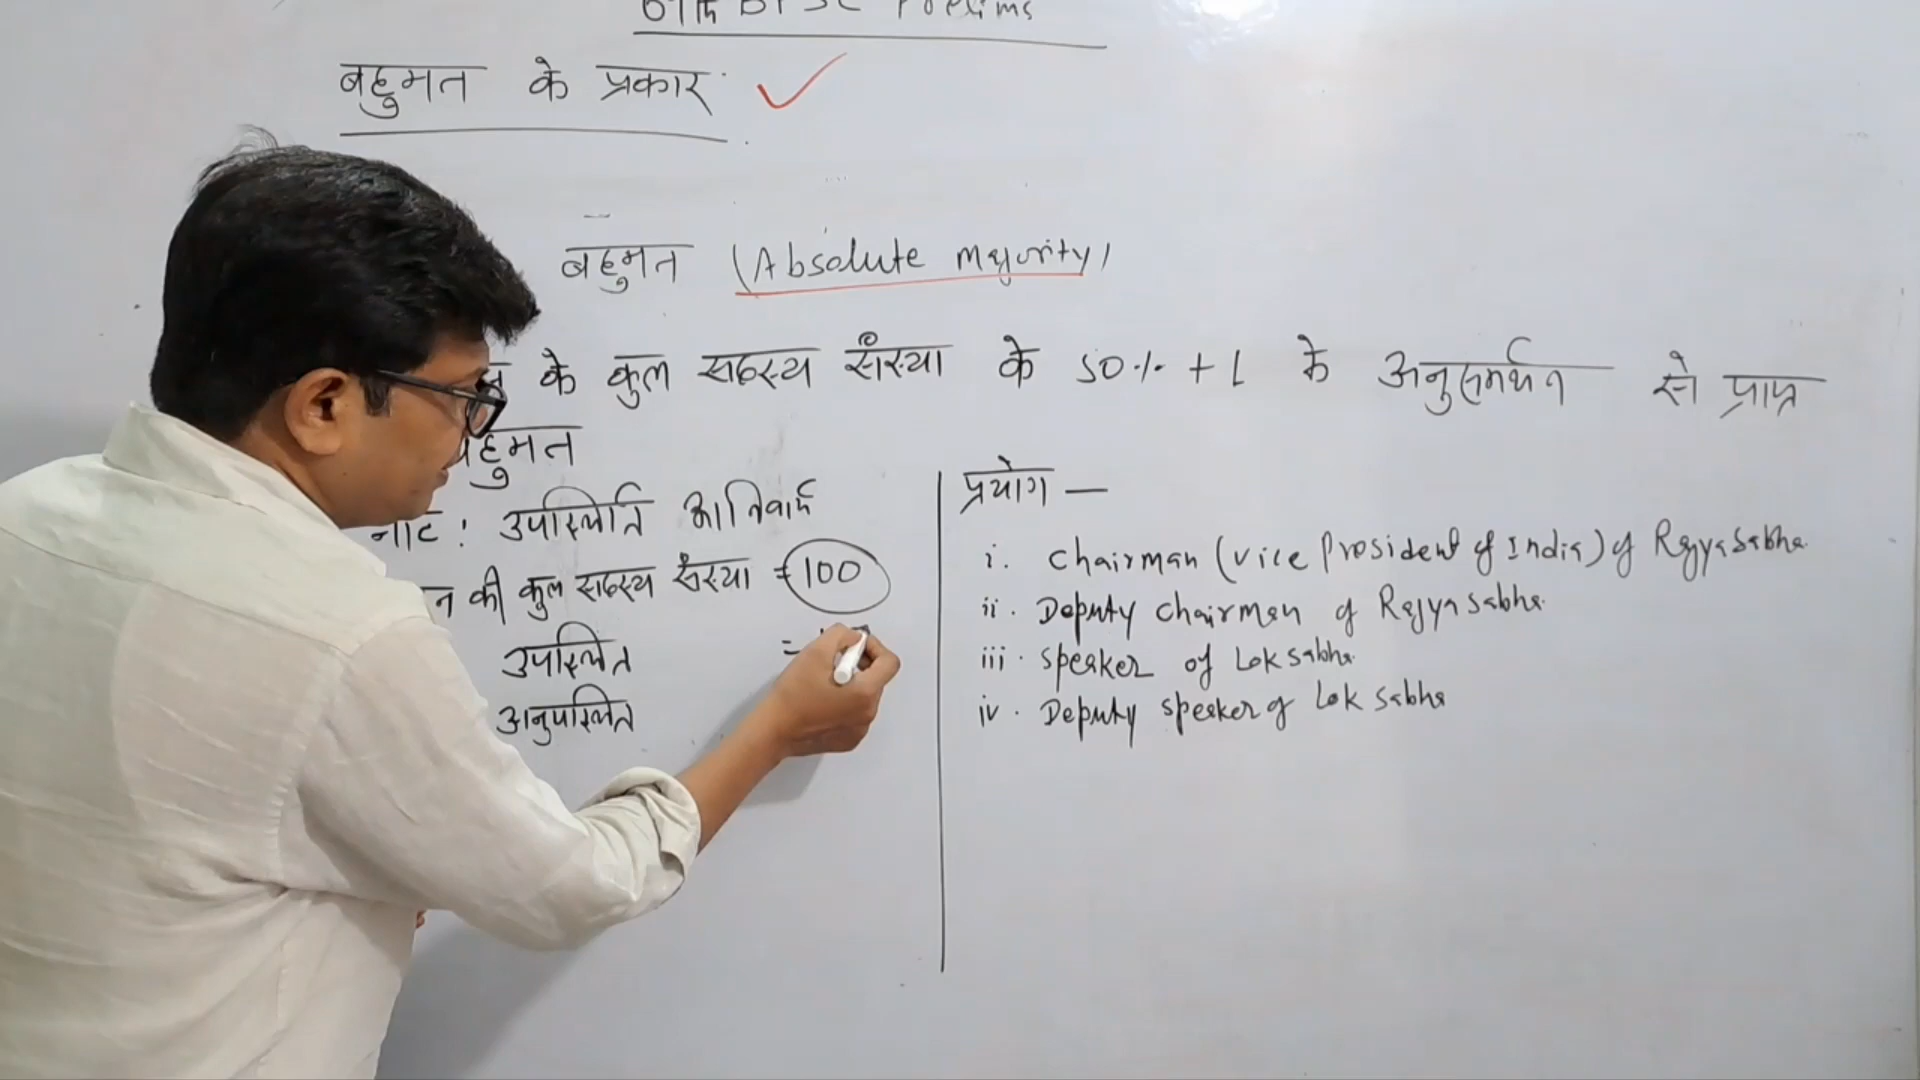 BPSC Prelims
बहुमत के प्रकार
बहुमत (Absolute majority)
के कुल सदस्य संख्या के 50% + 1 के अनुसमर्थन से प्राप्त
बहुमत
नोट : उपस्थिति अनिवार्य
की कुल सदस्य संख्या = 100
उपस्थित =
अनुपस्थित
प्रयोग —
i. Chairman (vice President of India) of Rajyasabha
ii. Deputy Chairman of Rajyasabha
iii. speaker of Loksabha
iv. Deputy speaker of Lok sabha